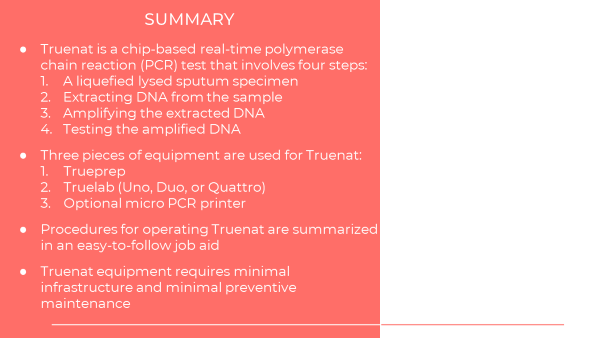 SUMMARY
● Truenat is a chip-based real-time polymerase
chain reaction (PCR) test that involves four steps:
1. A liquefied lysed sputum specimen
2. Extracting DNA from the sample
3. Amplifying the extracted DNA
4. Testing the amplified DNA
● Three pieces of equipment are used for Truenat:
1. Trueprep
2. Truelab (Uno, Duo, or Quattro)
3. Optional micro PCR printer
● Procedures for operating Truenat are summarized
in an easy-to-follow job aid
● Truenat equipment requires minimal
infrastructure and minimal preventive
maintenance